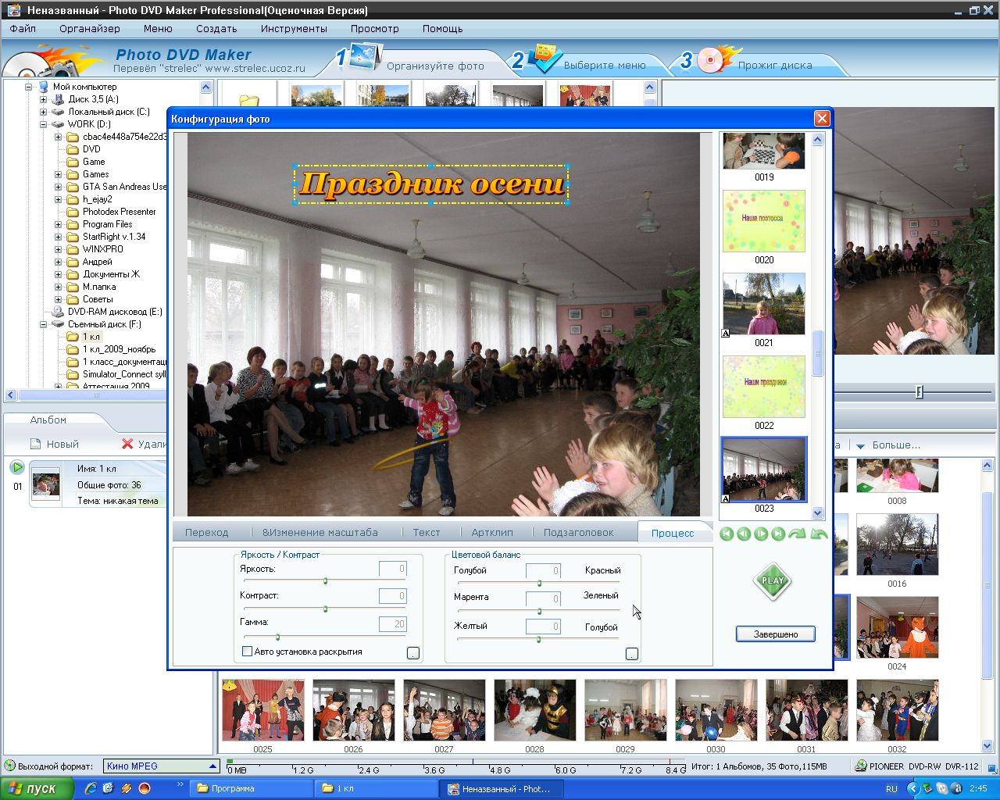 Неназванный - Photo DVD Maker Professional(Оценочная Версия)
Файл Органайзер Меню Создать Инструменты Просмотр Помощь
Photo DVD Maker
Перевёл "strelec" www.strelec.ucoz.ru
1 Организуйте фото
2 Выберите меню
3 Прожиг диска
Мой компьютер
Диск 3,5 (A:)
Локальный диск (C:)
WORK (D:)
cbac4e448a754e22d3
DVD
Game
Games
GTA San Andreas Use
h_ejay2
Photodex Presenter
Program Files
StartRight v.1.34
WINXPRO
Андрей
Документы Ж
М.папка
Советы
DVD-RAM дисковод (E:)
Съемный диск (F:)
1 кл
1 кл_2009_ноябрь
1 класс_документац
Simulator_Connect syll
Аттестация 2009
Альбом
Новый Удали
01
Имя: 1 кл
Общие фото: 36
Тема: никакая тема
Конфигурация фото
Праздник осени
0019
Наша поэтесса
0020
A
0021
Наши праздники
0022
A
0023
Переход &Изменение масштаба Текст Артклип Подзаголовок Процесс
Яркость / Контраст
Яркость: 0
Контраст: 0
Гамма: 20
Авто установка раскрытия .
Цветовой баланс
Голубой 0 Красный
Марента 0 Зеленый
Желтый 0 Голубой
.
PLAY
Завершено
а Больше...
0008
0016
0024
0025 0026 0027 0028 0029 0030 0031 0032
Выходной формат: Кино MPEG
0 MB 1.2 G 2.4 G 3.6 G 4.8 G 6.0 G 7.2 G 8.4 G
Итог: 1 Альбомов, 35 Фото,115MB
PIONEER DVD-RW DVR-112
пуск
Программа
1 кл
Неназванный - Phot...
RU 2:45